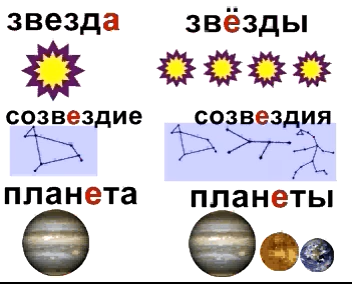 звезда звёзды
созвездие созвездия
планета планеты